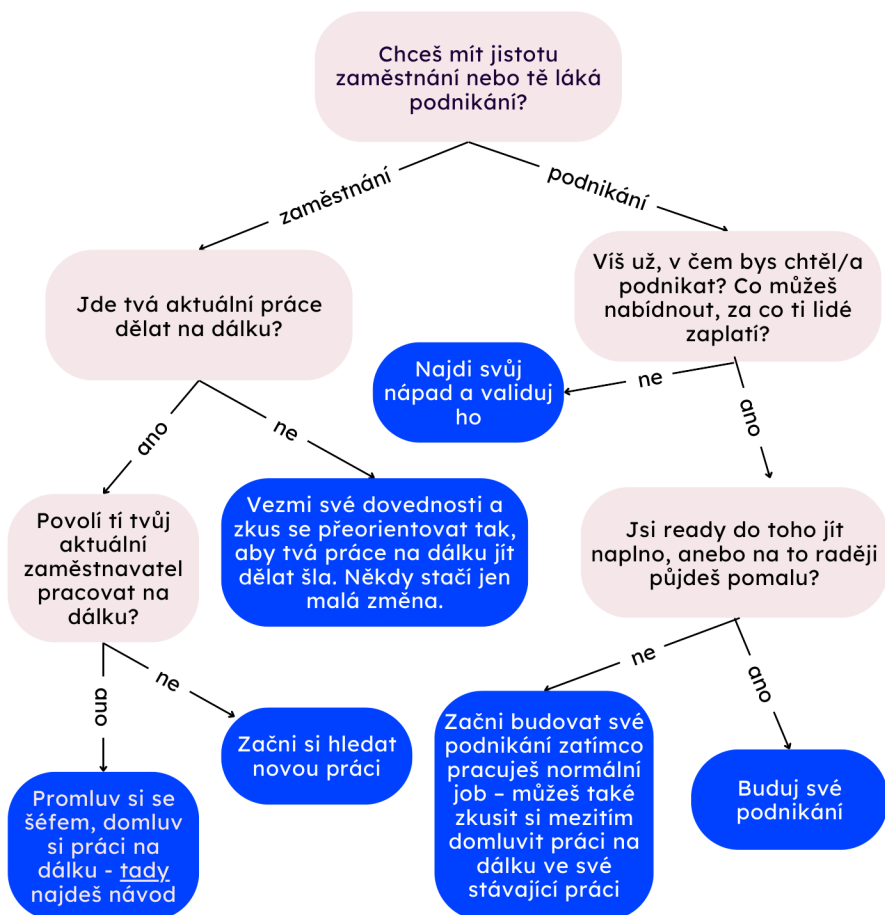 Chceš mít jistotu
zaměstnání nebo tě láká
podnikání?
zaměstnání
podnikání
Jde tvá aktuální práce
dělat na dálku?
Víš už, v čem bys chtěl/a
podnikat? Co můžeš
nabídnout, za co ti lidé
zaplatí?
Najdi svůj
nápad a validuj
ho
ne
ano
ano
ne
Povolí tí tvůj
aktuální
zaměstnavatel
pracovat na
dálku?
Vezmi své dovednosti a
zkus se přeorientovat tak,
aby tvá práce na dálku jít
dělat šla. Někdy stačí jen
malá změna.
Jsi ready do toho jít
naplno, anebo na to raději
půjdeš pomalu?
ano
ne
ne
ano
Začni si hledat
novou práci
Promluv si se
šéfem, domluv
si práci na
dálku - tady
najdeš návod
Začni budovat své
podnikání zatímco
pracuješ normální
job – můžeš také
zkusit si mezitím
domluvit práci na
dálku ve své
stávající práci
Buduj své
podnikání